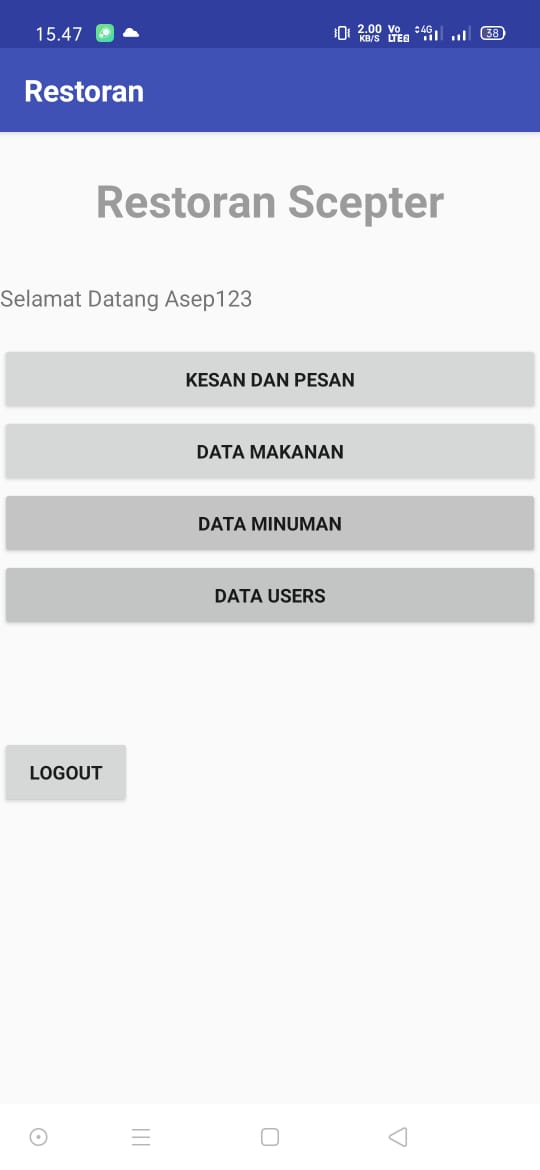 15.47 2.00 KB/S Vo LTE 4G 38
Restoran
Restoran Scepter
Selamat Datang Asep123
KESAN DAN PESAN
DATA MAKANAN
DATA MINUMAN
DATA USERS
LOGOUT